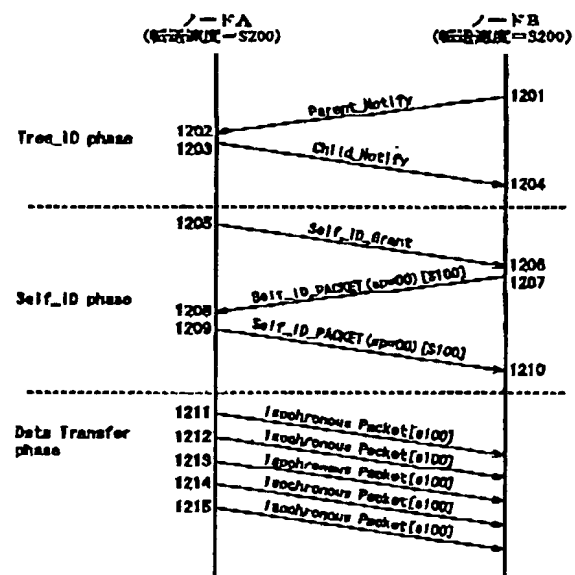 ノードA
(転送速度=S200)
ノードB
(転送速度=S200)
Parent_Notify
1201
1202
Tree_ID phase
1203
Child_Notify
1204
1205
Self_ID_Grant
1206
Self_ID_PACKET(sp=00)[S100]
1207
Self_ID phase
1208
1209
Self_ID_PACKET(sp=00)[S100]
1210
1211
Isochronous Packet[s100]
Data Transfer
phase
1212
Isochronous Packet[s100]
1213
Isochronous Packet[s100]
1214
Isochronous Packet[s100]
1215
Isochronous Packet[s100]